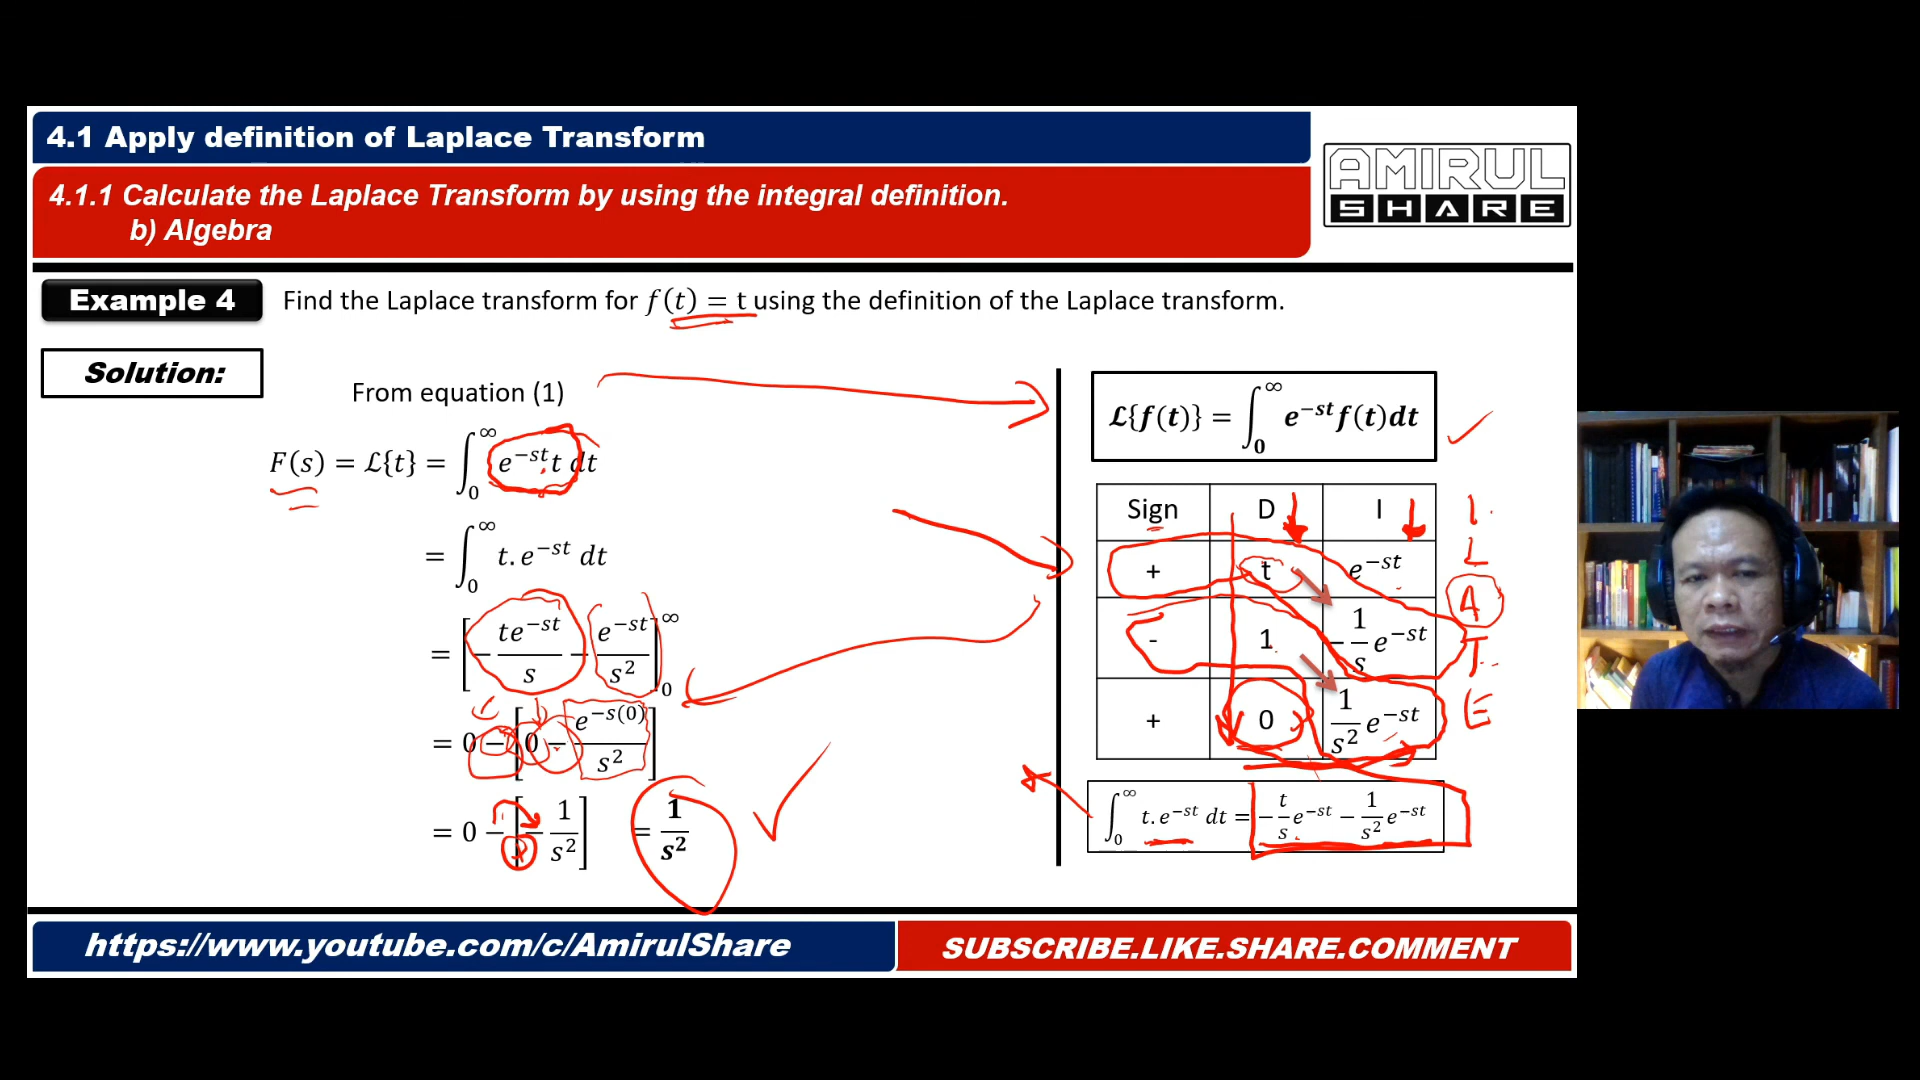 4.1 Apply definition of Laplace Transform
4.1.1 Calculate the Laplace Transform by using the integral definition.
b) Algebra
AMIRUL
SHARE
Example 4 Find the Laplace transform for f(t) = t using the definition of the Laplace transform.
Solution:
From equation (1)
F(s) = ℒ{t} = ∫₀^∞ e^{-st} t dt
= ∫₀^∞ t. e^{-st} dt
= [− te^{-st}/s − e^{-st}/s²]₀^∞
= 0 − [0 − e^{-s(0)}/s²]
= 0 − [− 1/s²] = 1/s²
+
ℒ{f(t)} = ∫₀^∞ e^{-st} f(t)dt
Sign D I
+ t e^{-st}
- 1 −1/s e^{-st}
+ 0 1/s² e^{-st}
I
L
A
T
E
∫₀^∞ t. e^{-st} dt = −t/s e^{-st} − 1/s² e^{-st}
https://www.youtube.com/c/AmirulShare
SUBSCRIBE.LIKE.SHARE.COMMENT